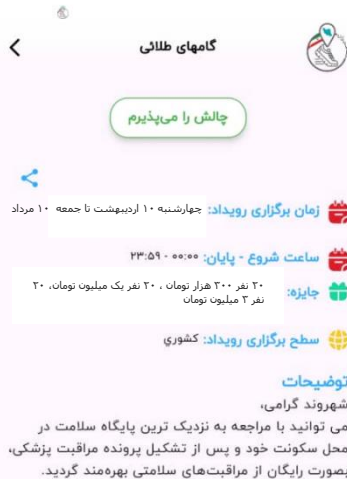 گامهای طلائی
چالش را می‌پذیرم
زمان برگزاری رویداد: چهارشنبه ۱۰ اردیبهشت تا جمعه ۱۰ مرداد
ساعت شروع - پایان: ۰۰:۰۰ - ۲۳:۵۹
جایزه: ۲۰ نفر ۳۰۰ هزار تومان ، ۲۰ نفر یک میلیون تومان، ۲۰
نفر ۳ میلیون تومان
سطح برگزاری رویداد: کشوري
توضیحات
شهروند گرامی،
می توانید با مراجعه به نزدیک ترین پایگاه سلامت در
محل سکونت خود و پس از تشکیل پرونده مراقبت پزشکی،
بصورت رایگان از مراقبت‌های سلامتی بهره‌مند گردید.